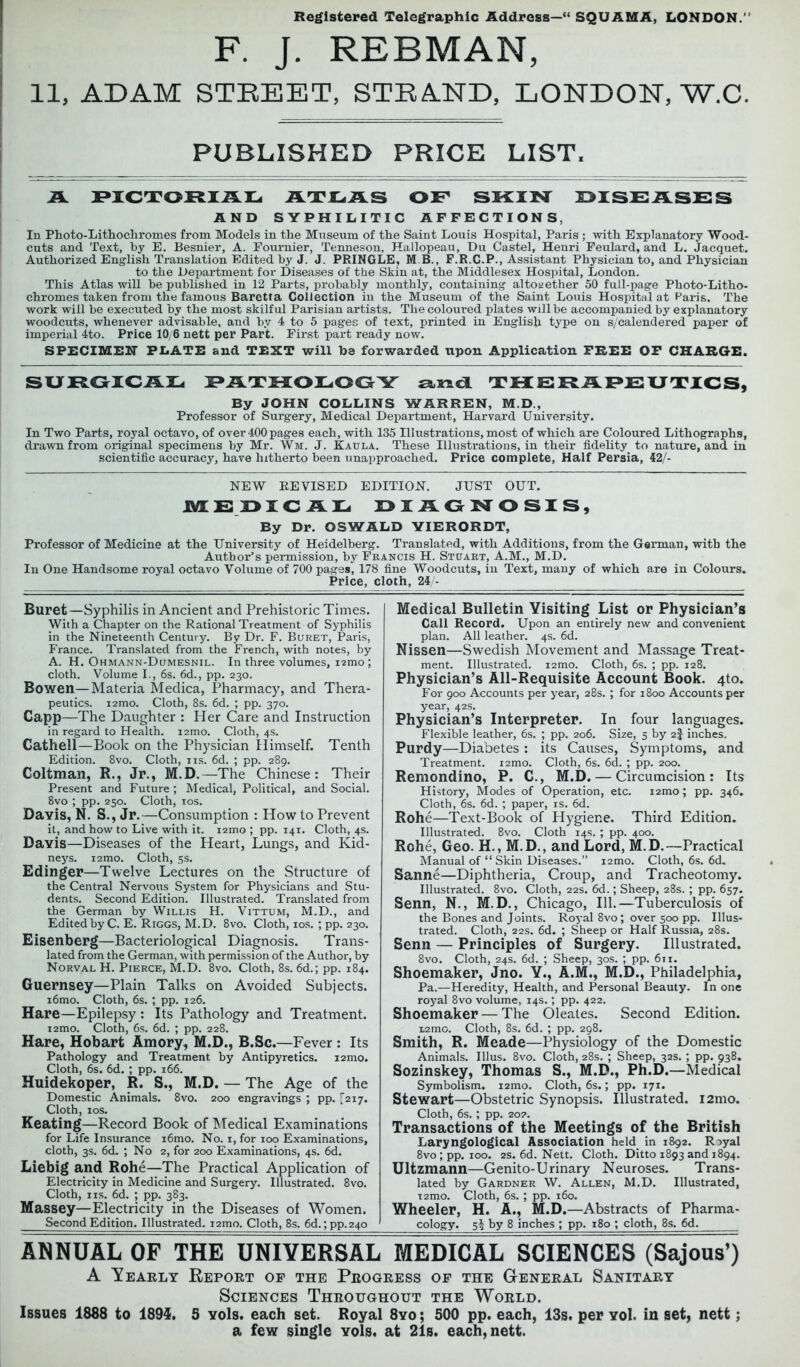 Registered Telegraphic Address—“ SQUAMA, LONDON.”
F. J. REBMAN,
11, ADAM STREET, STRAND, LONDON, W.C.
PUBLISHED PRICE LIST.
A PICTORIAL ATLAS OF SKIN DISEASES
AND SYPHILITIC AFFECTIONS,
In Photo-Lithochromes from Models in the Museum of the Saint Louis Hospital, Paris ; with Explanatory Wood-
cuts and Text, by E. Besnier, A. Fournier, Tenneson, Hallopeau, Du Castel, Henri Feulard, and L. Jacquet.
Authorized English Translation Edited by J. J. PRINGLE, M.B., F.R.C.P., Assistant Physician to, and Physician
to the Department for Diseases of the Skin at, the Middlesex Hospital, London.
This Atlas will be published in 12 Parts, probably monthly, containing altogether 50 full-page Photo-Litho-
chromes taken from the famous Baretta Collection in the Museum of the Saint Louis Hospital at Paris. The
work will be executed by the most skilful Parisian artists. The coloured plates will be accompanied by explanatory
woodcuts, whenever advisable, and by 4 to 5 pages of text, printed in English type on s/calendered paper of
imperial 4to. Price 10/6 nett per Part. First part ready now.
SPECIMEN PLATE and TEXT will be forwarded upon Application FREE OF CHARGE.
SURGICAL PATHOLOGY and THERAPEUTICS,
By JOHN COLLINS WARREN, M.D.,
Professor of Surgery, Medical Department, Harvard University.
In Two Parts, royal octavo, of over 400 pages each, with 135 Illustrations, most of which are Coloured Lithographs,
drawn from original specimens by Mr. WM. J. KAULA. These Illustrations, in their fidelity to nature, and in
scientific accuracy, have hitherto been unapproached. Price complete, Half Persia, 42/-
NEW REVISED EDITION. JUST OUT.
MEDICAL DIAGNOSIS,
By Dr. OSWALD VIERORDT,
Professor of Medicine at the University of Heidelberg. Translated, with Additions, from the German, with the
Author's permission, by FRANCIS H. STUART, A.M., M.D.
In One Handsome royal octavo Volume of 700 pages, 178 fine Woodcuts, in Text, many of which are in Colours.
Price, cloth, 24/-
Buret—Syphilis in Ancient and Prehistoric Times.
With a Chapter on the Rational Treatment of Syphilis
in the Nineteenth Century. By Dr. F. BURET, Paris,
France. Translated from the French, with notes, by
A. H. OHMANN-DUMESNIL. In three volumes, 12mo ;
cloth. Volume I., 6s. 6d., pp. 230.
Bowen—Materia Medica, Pharmacy, and Thera-
peutics. 12mo. Cloth, 8s. 6d. ; pp. 370.
Capp—The Daughter : Her Care and Instruction
in regard to Health. 12mo. Cloth, 4s.
Cathell—Book on the Physician Himself. Tenth
Edition. 8vo. Cloth, 11s. 6d. ; pp. 289.
Coltman, R., Jr., M.D.—The Chinese : Their
Present and Future ; Medical, Political, and Social.
8vo ; pp. 250. Cloth, 10s.
Davis, N. S., Jr.—Consumption : How to Prevent
it, and how to Live with it. 12mo ; pp. 141. Cloth, 4s.
Davis—Diseases of the Heart, Lungs, and Kid-
neys. 12mo. Cloth, 5s.
Edinger—Twelve Lectures on the Structure of
the Central Nervous System for Physicians and Stu-
dents. Second Edition. Illustrated. Translated from
the German by WILLIS H. VITTUM, M.D., and
Edited by C. E. RIGGS, M.D. 8vo. Cloth, 10s. ; pp. 230.
Eisenberg—Bacteriological Diagnosis. Trans-
lated from the German, with permission of the Author, by
NORVAL H. PIERCE, M.D. 8vo. Cloth, 8s. 6d.; pp. 184.
Guernsey—Plain Talks on Avoided Subjects.
16mo. Cloth, 6s. ; pp. 126.
Hare—Epilepsy : Its Pathology and Treatment.
12mo. Cloth, 6s. 6d. ; pp. 228.
Hare, Hobart Amory, M.D., B.Sc.—Fever : Its
Pathology and Treatment by Antipyretics. 12mo.
Cloth, 6s. 6d. ; pp. 166.
Huidekoper, R. S., M.D. — The Age of the
Domestic Animals. 8vo. 200 engravings ; pp. [217.
Cloth, 10s.
Keating—Record Book of Medical Examinations
for Life Insurance 16mo. No. 1, for 100 Examinations,
cloth, 3s. 6d. ; No 2, for 200 Examinations, 4s. 6d.
Liebig and Rohé—The Practical Application of
Electricity in Medicine and Surgery. Illustrated. 8vo.
Cloth, 11s. 6d. ; pp. 383.
Massey—Electricity in the Diseases of Women.
Second Edition. Illustrated. 12mo. Cloth, 8s. 6d.; pp.240
Medical Bulletin Visiting List or Physician's
Call Record. Upon an entirely new and convenient
plan. All leather. 4s. 6d.
Nissen—Swedish Movement and Massage Treat-
ment. Illustrated. 12mo. Cloth, 6s. ; pp. 128.
Physician's All-Requisite Account Book. 4to.
For 900 Accounts per year, 28s. ; for 1800 Accounts per
year, 42s.
Physician's Interpreter. In four languages.
Flexible leather, 6s. ; pp. 206. Size, 5 by 2¾ inches.
Purdy—Diabetes : its Causes, Symptoms, and
Treatment. 12mo. Cloth, 6s. 6d. ; pp. 200.
Remondino, P. C., M.D. — Circumcision : Its
History, Modes of Operation, etc. 12mo ; pp. 346.
Cloth, 6s. 6d. ; paper, 1s. 6d.
Rohé—Text-Book of Hygiene. Third Edition.
Illustrated. 8vo. Cloth 14s. ; pp. 400.
Rohé, Geo. H., M.D., and Lord, M.D.—Practical
Manual of “Skin Diseases.” 12mo. Cloth, 6s. 6d.
Sanné—Diphtheria, Croup, and Tracheotomy.
Illustrated. 8vo. Cloth, 22s. 6d.; Sheep, 28s. ; pp. 657.
Senn, N., M.D., Chicago, Ill.—Tuberculosis of
the Bones and Joints. Royal 8vo ; over 500 pp. Illus-
trated. Cloth, 22s. 6d. ; Sheep or Half Russia, 28s.
Senn — Principles of Surgery. Illustrated.
8vo. Cloth, 24s. 6d. ; Sheep, 30s. ; pp. 611.
Shoemaker, Jno. V., A.M., M.D., Philadelphia,
Pa.—Heredity, Health, and Personal Beauty. In one
royal 8vo volume, 14s. ; pp. 422.
Shoemaker — The Oleates. Second Edition.
12mo. Cloth, 8s. 6d. ; pp. 298.
Smith, R. Meade—Physiology of the Domestic
Animals. Illus. 8vo. Cloth, 28s. ; Sheep, 32s. ; pp. 938.
Sozinskey, Thomas S., M.D., Ph.D.—Medical
Symbolism. 12mo. Cloth, 6s. ; pp. 171.
Stewart—Obstetric Synopsis. Illustrated. 12mo.
Cloth, 6s. ; pp. 202.
Transactions of the Meetings of the British
Laryngological Association held in 1892. Royal
8vo ; pp. 100. 2s. 6d. Nett. Cloth. Ditto 1893 and 1894.
Ultzmann—Genito-Urinary Neuroses. Trans-
lated by GARDNER W. ALLEN, M.D. Illustrated,
12mo. Cloth, 6s. ; pp. 160.
Wheeler, H. A., M.D.—Abstracts of Pharma-
cology. 5½ by 8 inches ; pp. 180 ; cloth, 8s. 6d.
ANNUAL OF THE UNIVERSAL MEDICAL SCIENCES (Sajous')
A YEARLY REPORT OF THE PROGRESS OF THE GENERAL SANITARY
SCIENCES THROUGHOUT THE WORLD.
Issues 1888 to 1894. 5 vols. each set. Royal 8vo; 500 pp. each, 13s. per vol. in set, nett ;
a few single vols. at 21s. each, nett.